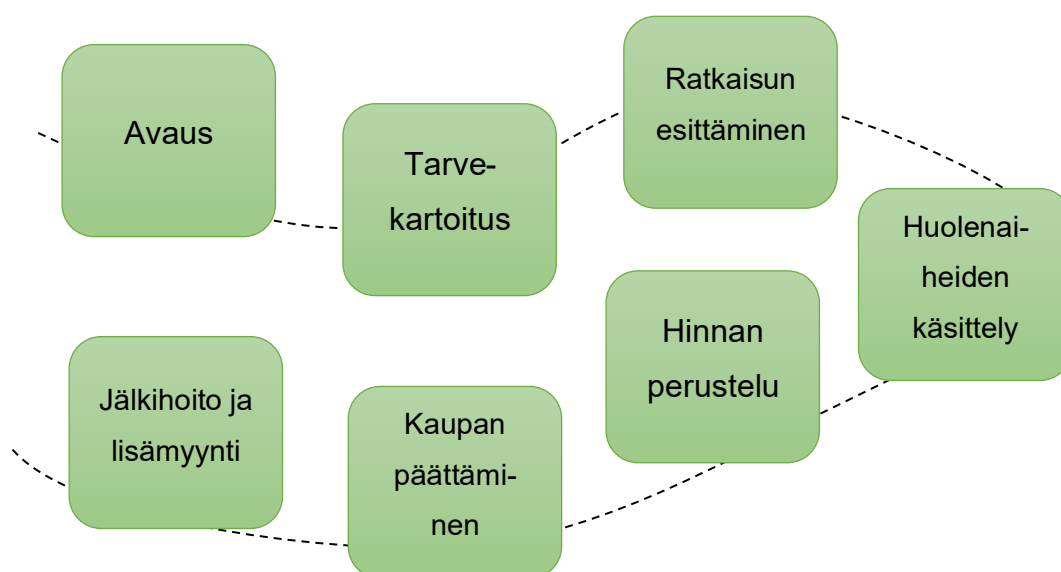 Avaus
Tarve-
kartoitus
Ratkaisun
esittäminen
Huolenai-
heiden
käsittely
Hinnan
perustelu
Kaupan
päättämi-
nen
Jälkihoito ja
lisämyynti